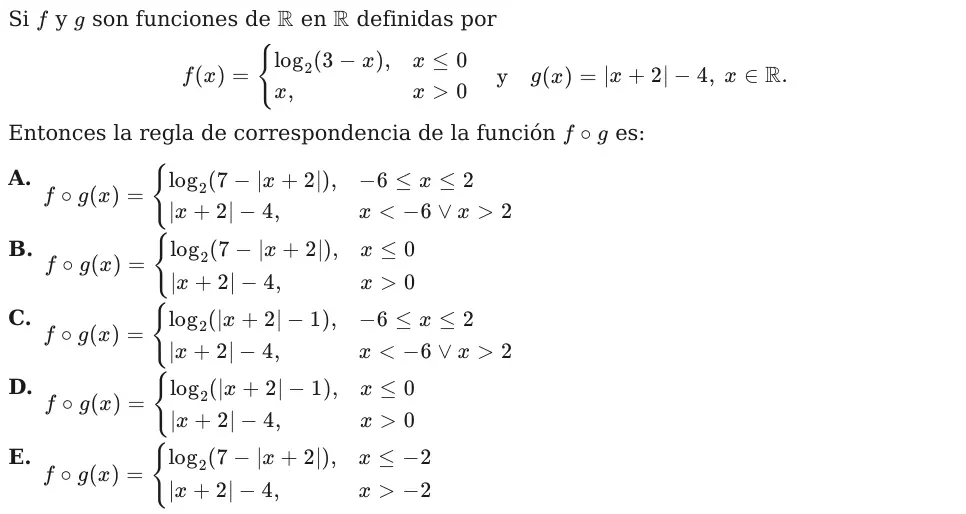 Si f y g son funciones de ℝ en ℝ definidas por
f(x) = { log₂(3 − x), x ≤ 0
x, x > 0
y g(x) = |x + 2| − 4, x ∈ ℝ.
Entonces la regla de correspondencia de la función f ∘ g es:
A. f ∘ g(x) = { log₂(7 − |x + 2|), −6 ≤ x ≤ 2
|x + 2| − 4, x < −6 ∨ x > 2
B. f ∘ g(x) = { log₂(7 − |x + 2|), x ≤ 0
|x + 2| − 4, x > 0
C. f ∘ g(x) = { log₂(|x + 2| − 1), −6 ≤ x ≤ 2
|x + 2| − 4, x < −6 ∨ x > 2
D. f ∘ g(x) = { log₂(|x + 2| − 1), x ≤ 0
|x + 2| − 4, x > 0
E. f ∘ g(x) = { log₂(7 − |x + 2|), x ≤ −2
|x + 2| − 4, x > −2